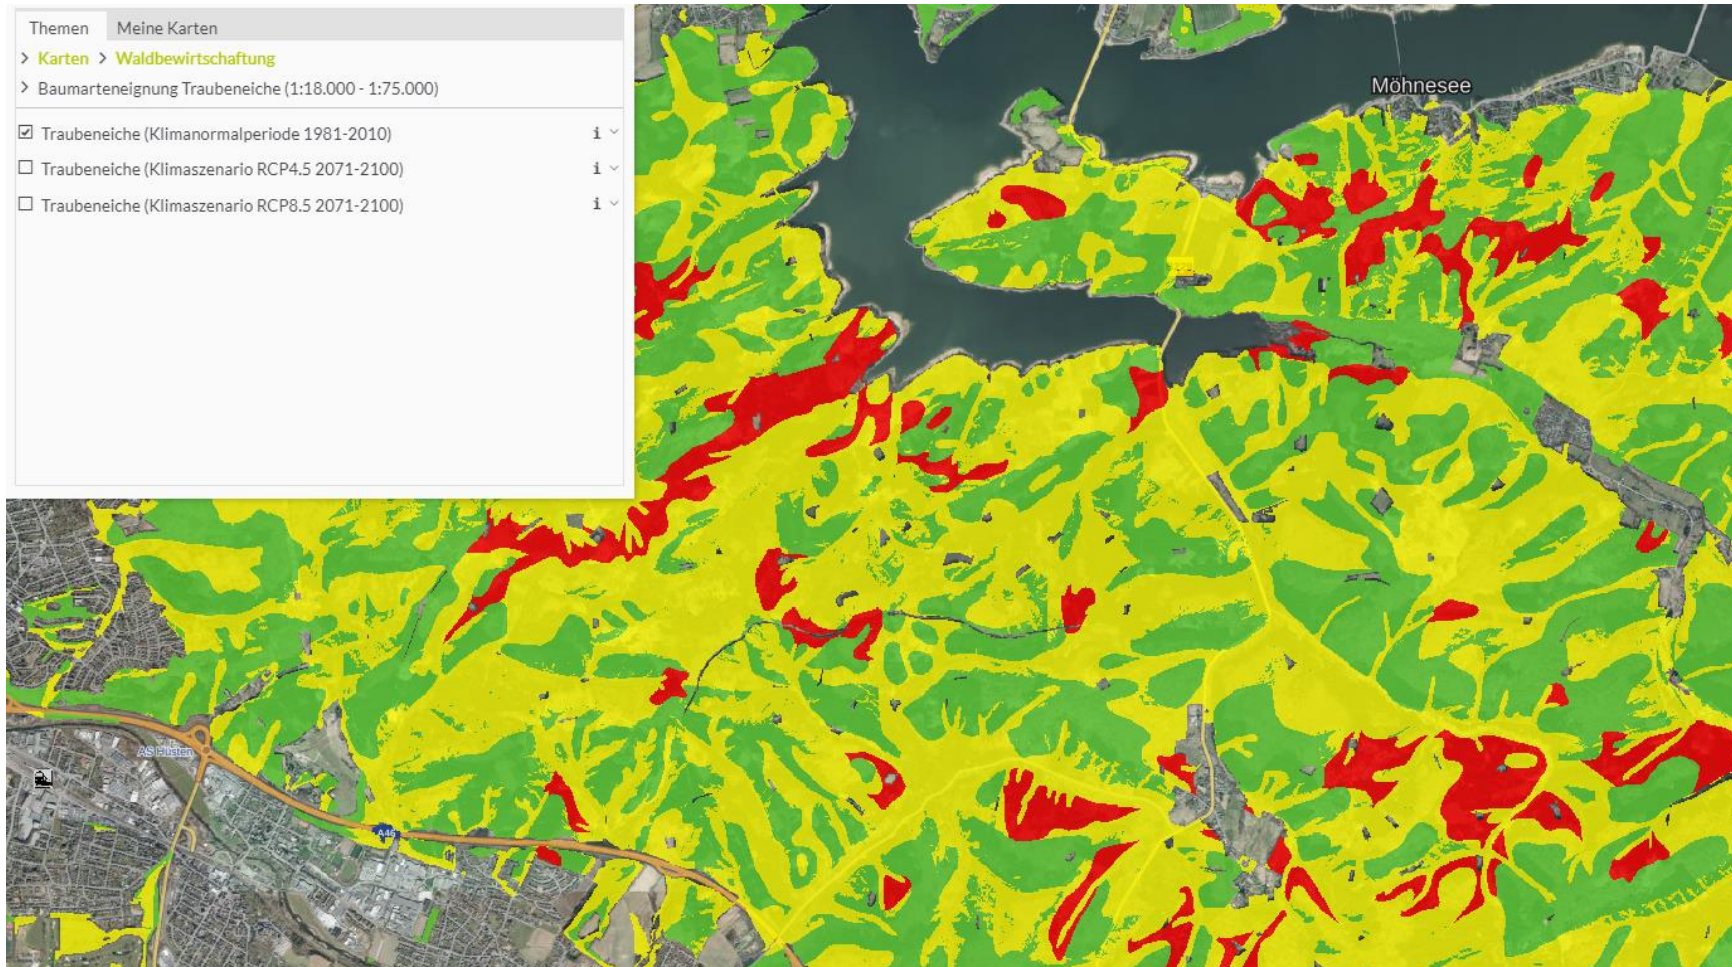 Themen Meine Karten
> Karten > Waldbewirtschaftung
> Baumarteneignung Traubeneiche (1:18.000 - 1:75.000)
Traubeneiche (Klimanormalperiode 1981-2010) i
Traubeneiche (Klimaszenario RCP4.5 2071-2100) i
Traubeneiche (Klimaszenario RCP8.5 2071-2100) i
Möhnesee
AS Hüsten
A46